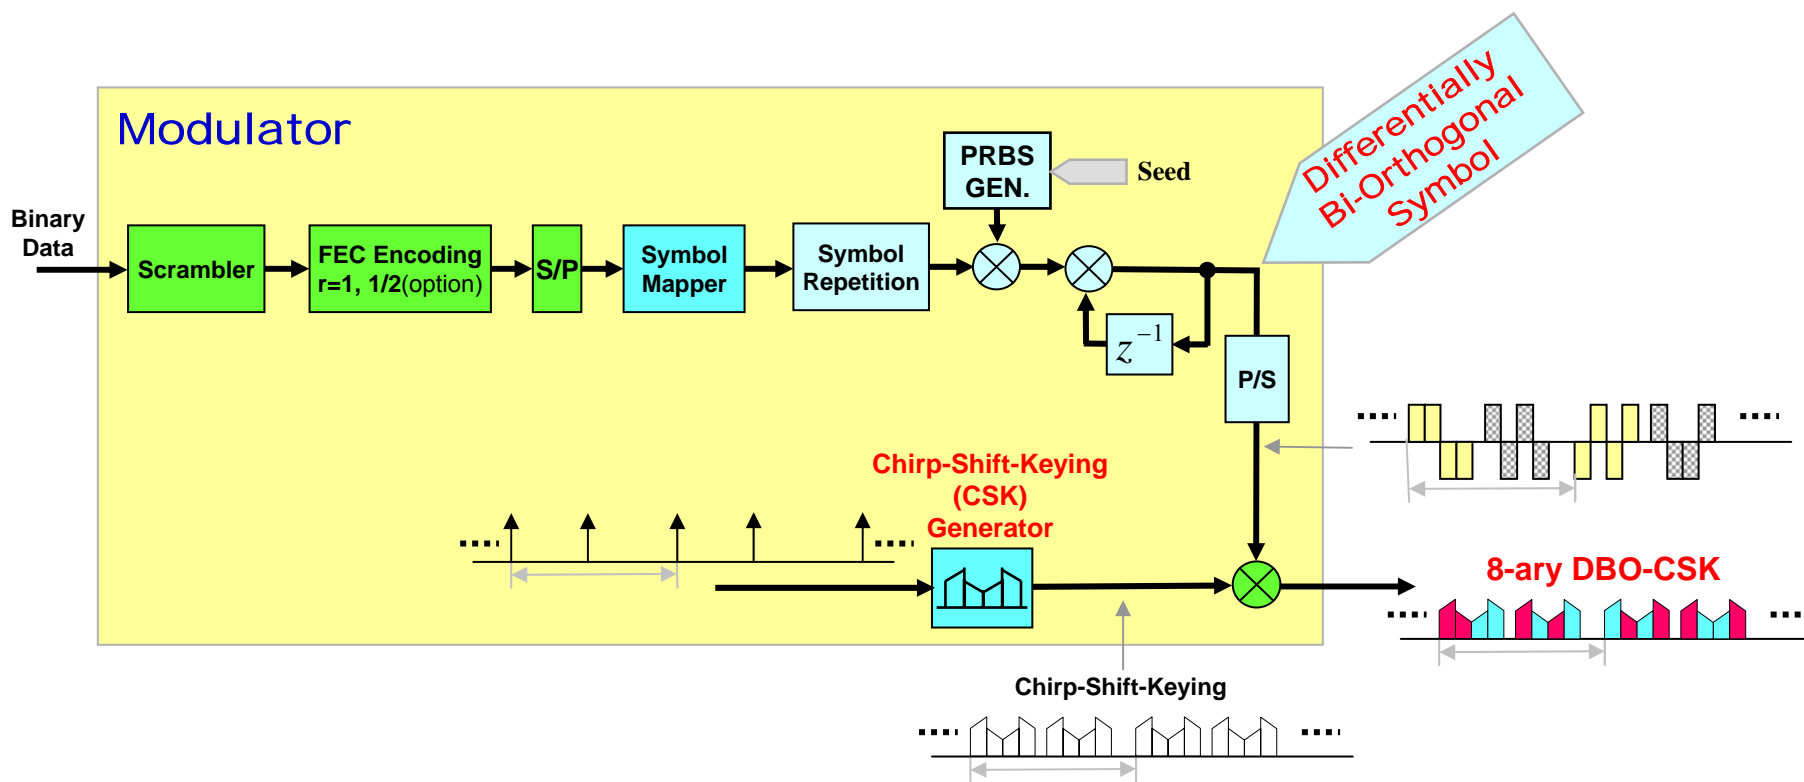 Modulator
Differentially
Bi-Orthogonal
Symbol
PRBS
GEN.
Seed
Binary
Data
Scrambler
FEC Encoding
r=1, 1/2(option)
S/P
Symbol
Mapper
Symbol
Repetition
z⁻¹
P/S
Chirp-Shift-Keying
(CSK)
Generator
8-ary DBO-CSK
Chirp-Shift-Keying